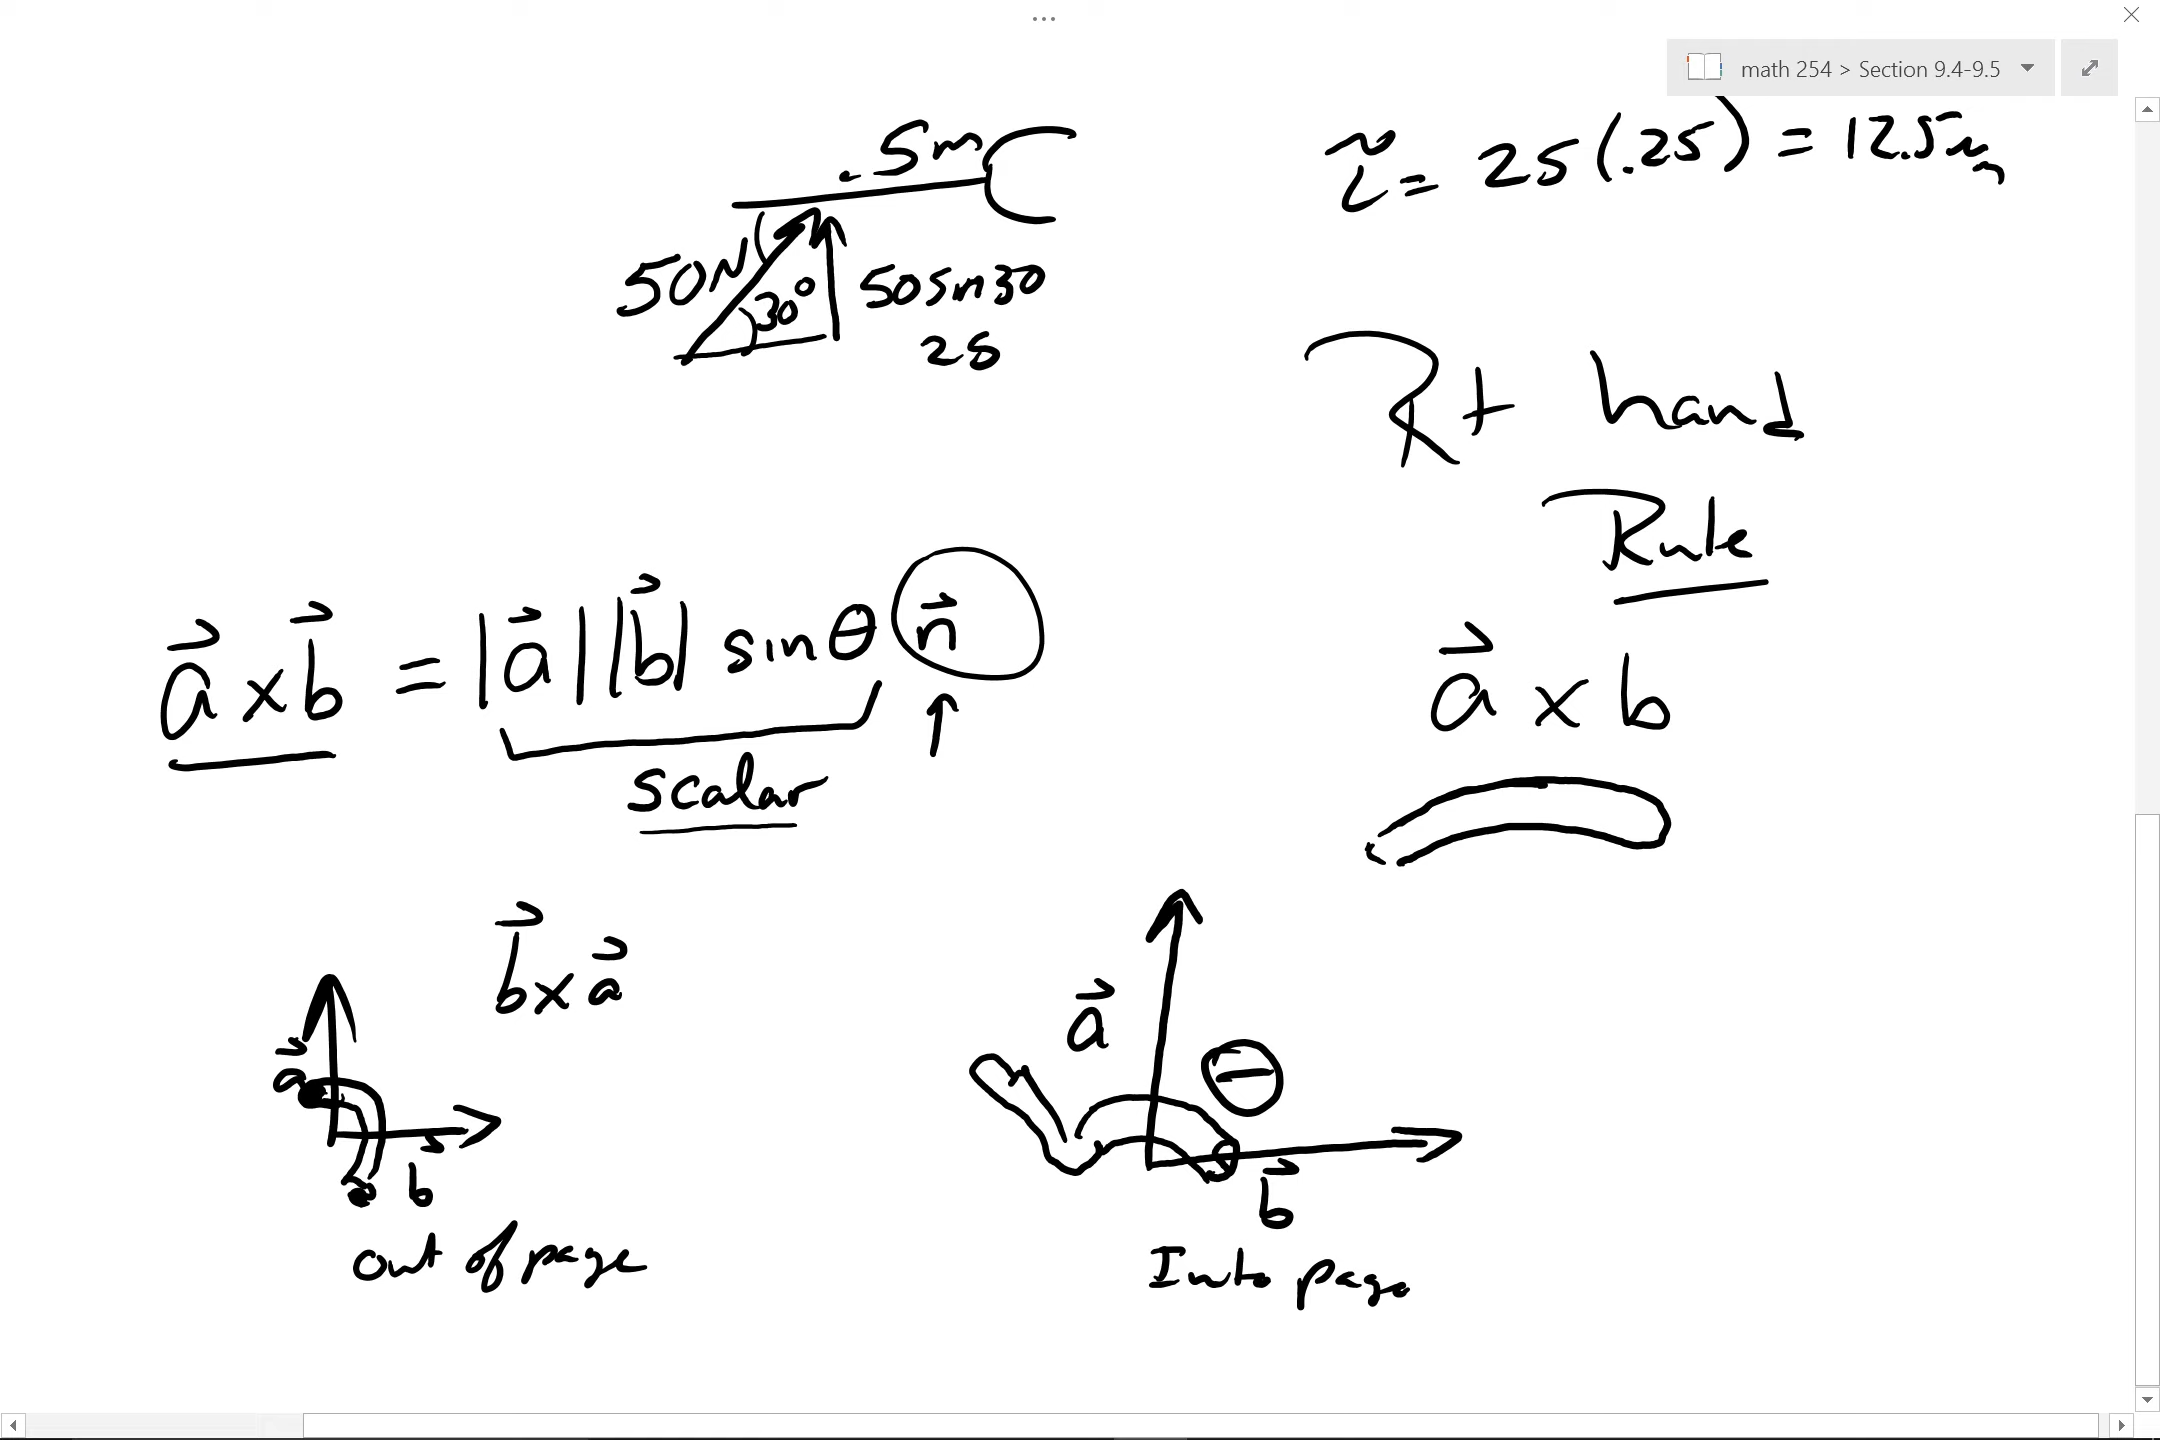 math 254 > Section 9.4-9.5
.5m
τ = 25(.25) = 12.5
50N
30°
50sin30
25
Rt hand
Rule
a⃗ × b⃗ = |a⃗||b⃗| sinθ n⃗
scalar
a⃗ × b
b⃗ × a⃗
a⃗
b⃗
out of page
a⃗
b⃗
Into page